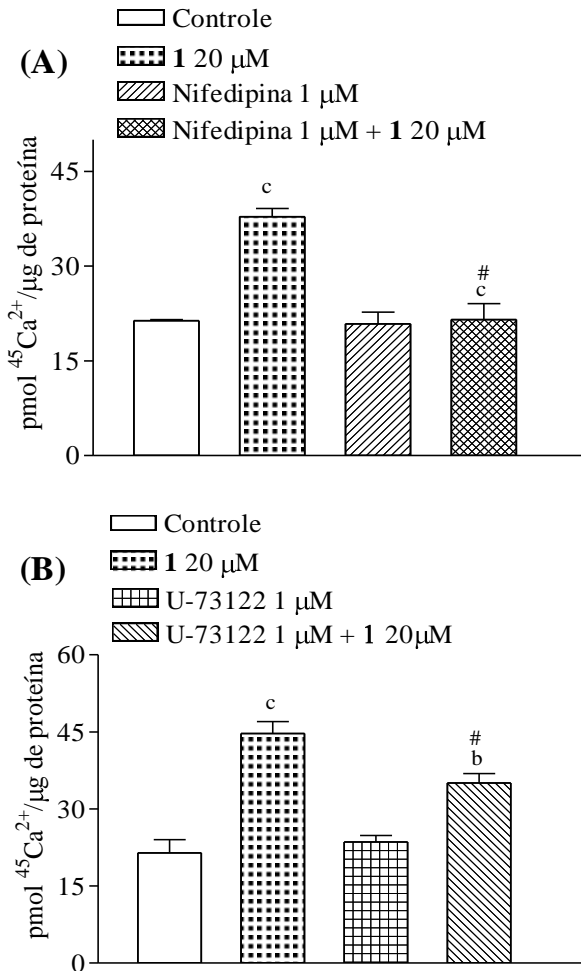 (A)
Controle
1 20 μM
Nifedipina 1 μM
Nifedipina 1 μM + 1 20 μM
pmol ⁴⁵Ca²⁺/μg de proteína
45
30
15
0
c
#
c
(B)
Controle
1 20 μM
U-73122 1 μM
U-73122 1 μM + 1 20μM
pmol ⁴⁵Ca²⁺/μg de proteína
60
45
30
15
0
c
#
b